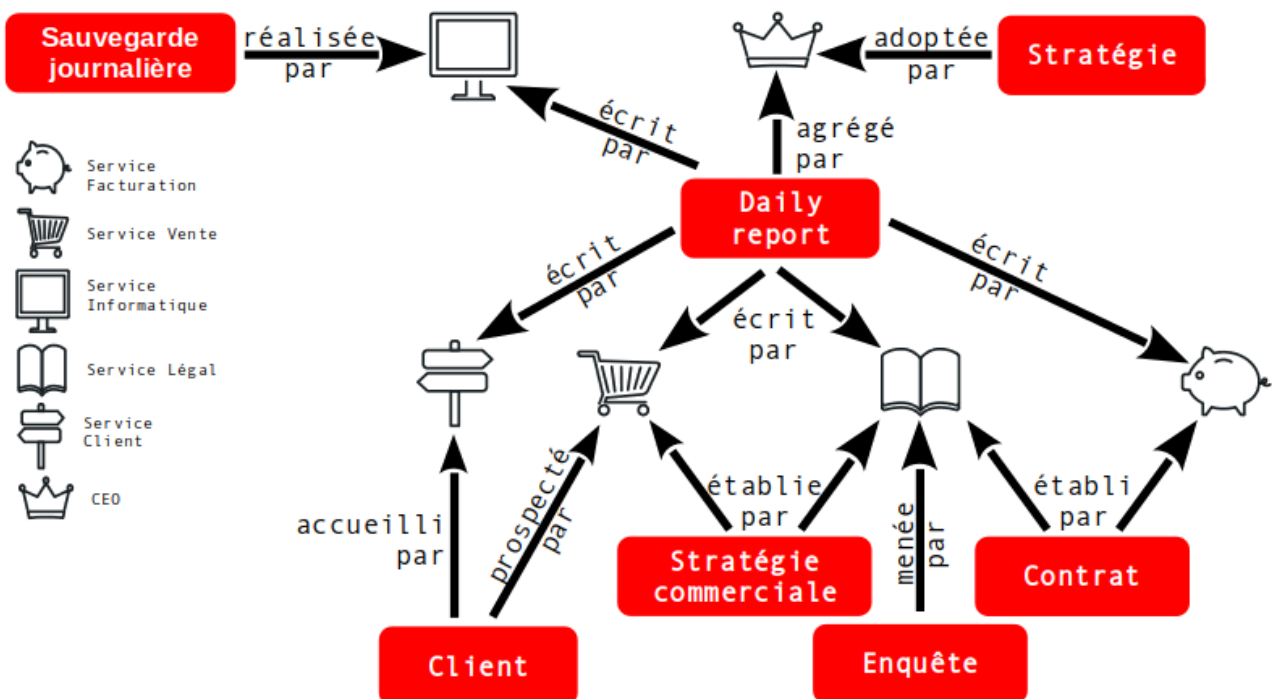 Sauvegarde
journalière
réalisée
par
adoptée
par
Stratégie
écrit
par
agrégé
par
Service
Facturation
Service Vente
Service
Informatique
Service Légal
Service
Client
CEO
Daily
report
écrit
par
écrit
par
écrit
par
accueilli
par
prospecté
par
établie
par
menée
par
établi
par
Stratégie
commerciale
Contrat
Client
Enquête